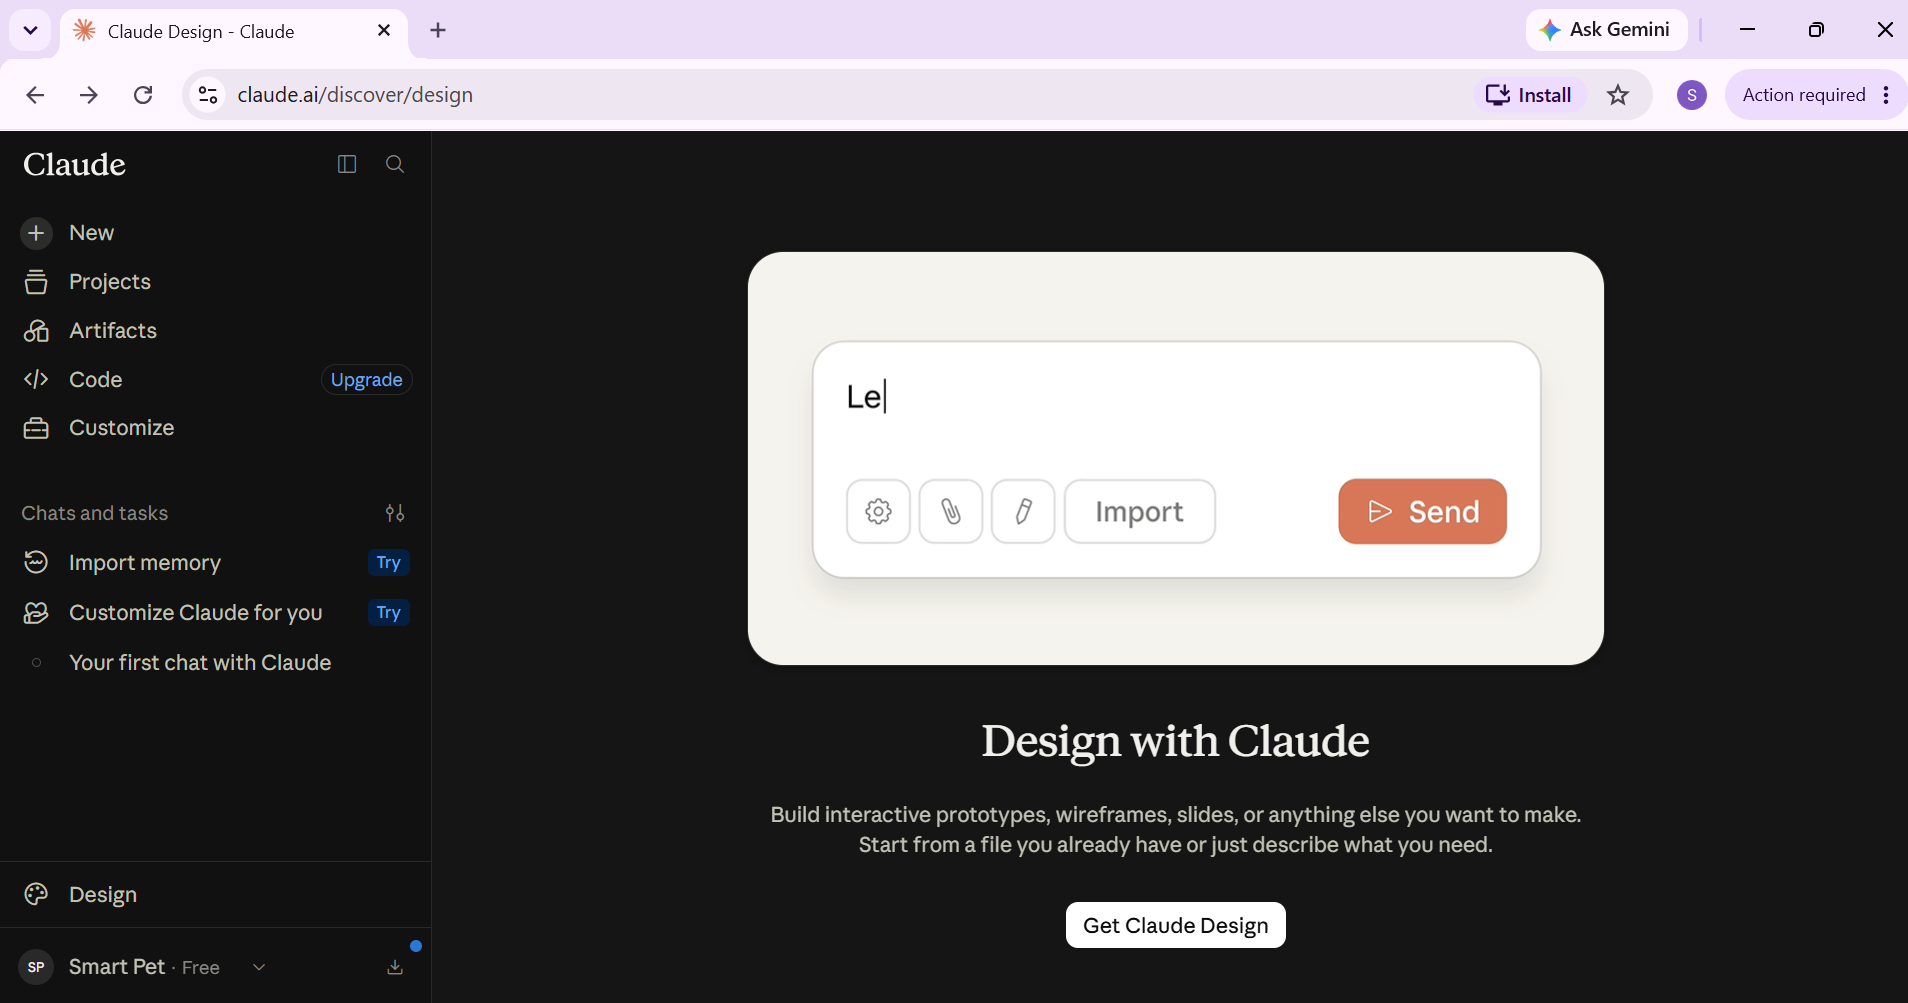 Claude Design - Claude
Ask Gemini
claude.ai/discover/design
Install
S
Action required
Claude
New
Projects
Artifacts
Code
Upgrade
Customize
Chats and tasks
Import memory
Try
Customize Claude for you
Try
Your first chat with Claude
Design
SP
Smart Pet · Free
Le
Import
Send
Design with Claude
Build interactive prototypes, wireframes, slides, or anything else you want to make.
Start from a file you already have or just describe what you need.
Get Claude Design